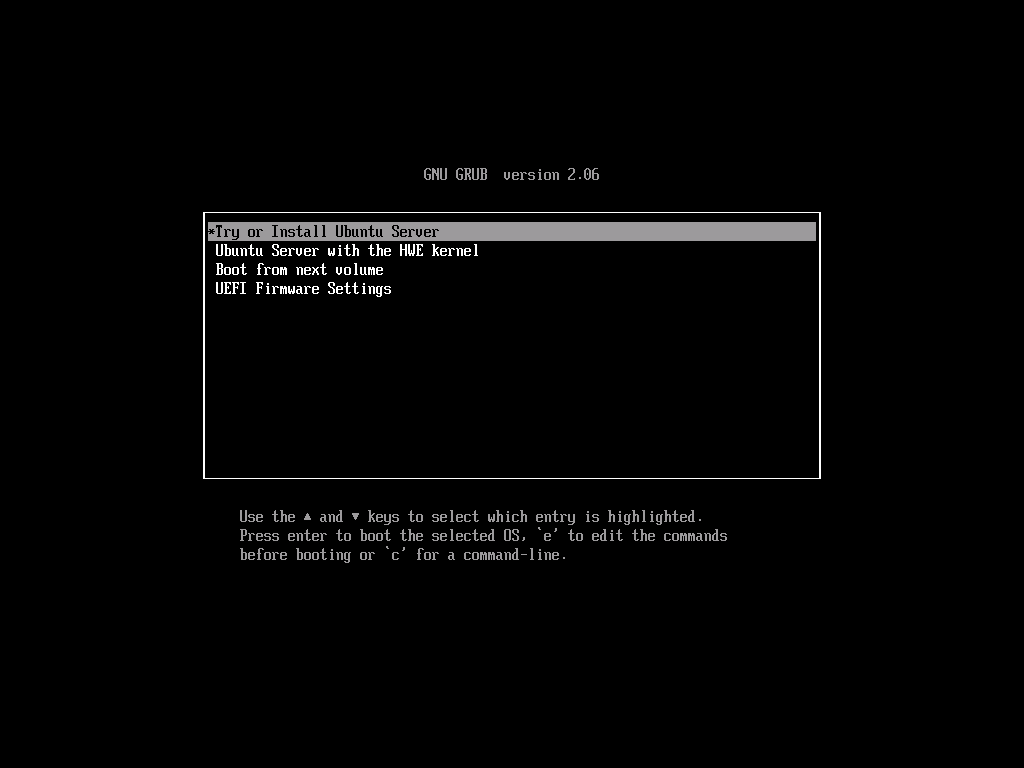 GNU GRUB  version 2.06
*Try or Install Ubuntu Server
Ubuntu Server with the HWE kernel
Boot from next volume
UEFI Firmware Settings
Use the ▲ and ▼ keys to select which entry is highlighted.
Press enter to boot the selected OS, `e' to edit the commands
before booting or `c' for a command-line.